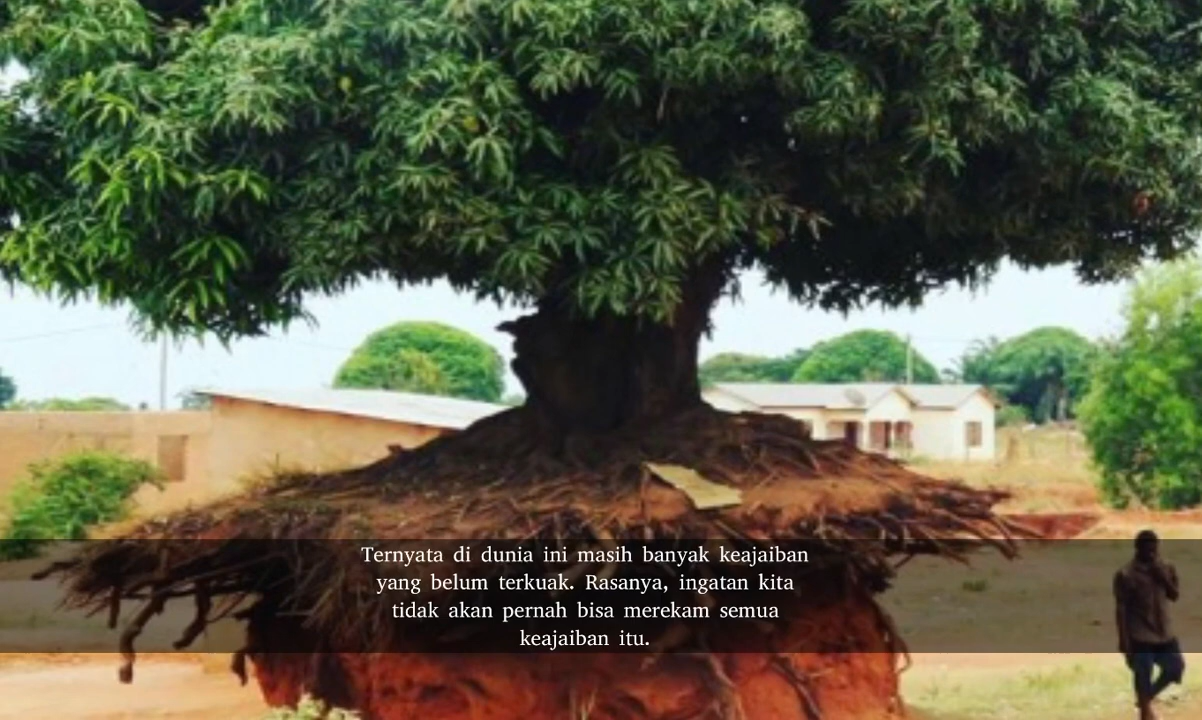 Ternyata di dunia ini masih banyak keajaiban
yang belum terkuak. Rasanya, ingatan kita
tidak akan pernah bisa merekam semua
keajaiban itu.